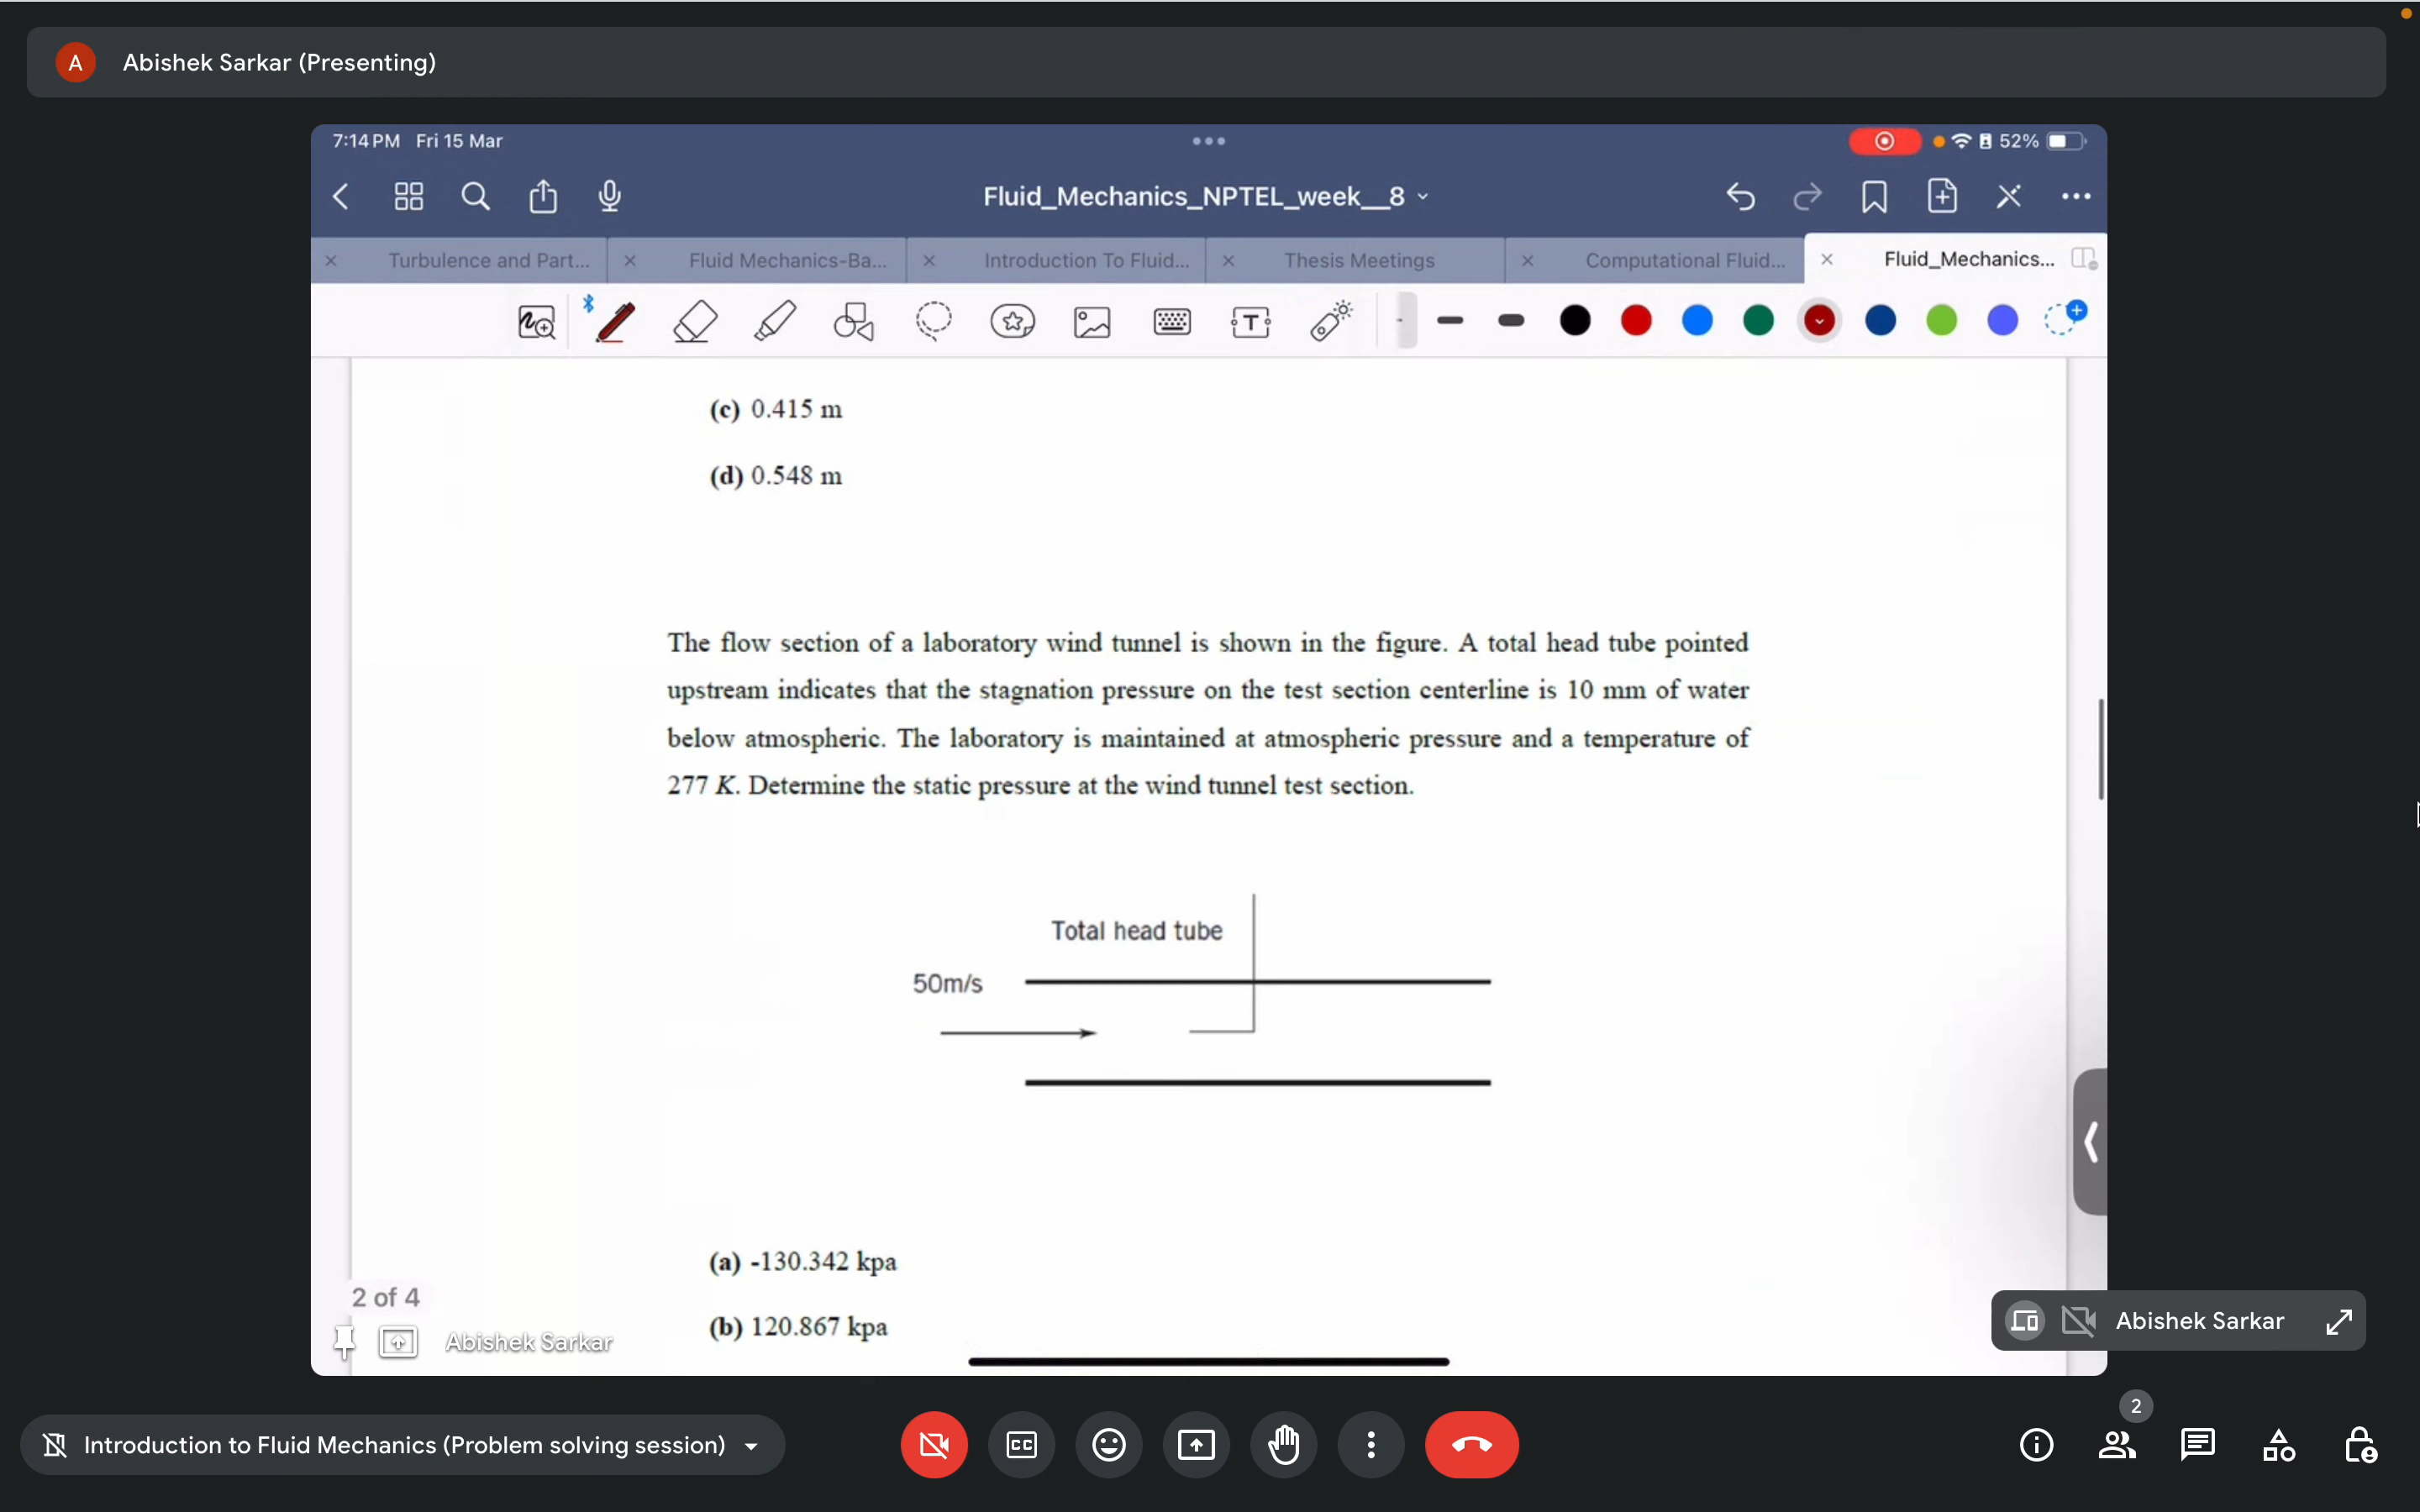 A Abishek Sarkar (Presenting)
7:14 PM Fri 15 Mar
52%
Fluid_Mechanics_NPTEL_week__8
Turbulence and Part...
Fluid Mechanics-Ba...
Introduction To Fluid...
Thesis Meetings
Computational Fluid...
Fluid_Mechanics...
T
(c) 0.415 m
(d) 0.548 m
The flow section of a laboratory wind tunnel is shown in the figure. A total head tube pointed
upstream indicates that the stagnation pressure on the test section centerline is 10 mm of water
below atmospheric. The laboratory is maintained at atmospheric pressure and a temperature of
277 K. Determine the static pressure at the wind tunnel test section.
Total head tube
50m/s
(a) -130.342 kpa
(b) 120.867 kpa
2 of 4
Abishek Sarkar
Abishek Sarkar
Introduction to Fluid Mechanics (Problem solving session)
CC
2